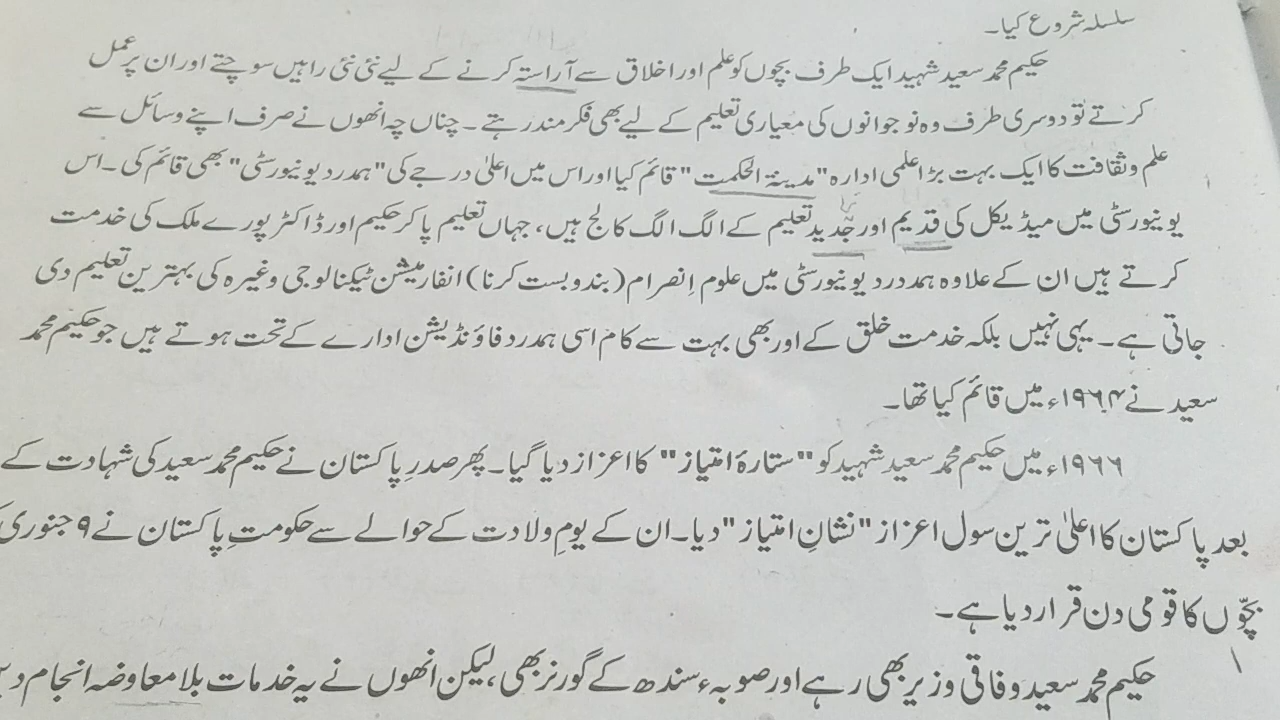 سلسلہ شروع کیا۔
حکیم محمد سعید شہید ایک طرف بچوں کو علم اور اخلاق سے آراستہ کرنے کے لیے نئی نئی راہیں سوچتے اور ان پر عمل
کرتے تو دوسری طرف وہ نوجوانوں کی معیاری تعلیم کے لیے بھی فکر مند رہتے۔ چناں چہ انھوں نے صرف اپنے وسائل سے
علم و ثقافت کا ایک بہت بڑا علمی ادارہ "مدینۃ الحکمت" قائم کیا اور اس میں اعلیٰ درجے کی "ہمدرد یونیورسٹی" بھی قائم کی۔ اس
یونیورسٹی میں میڈیکل کی قدیم اور جدید تعلیم کے الگ الگ کالج ہیں، جہاں تعلیم پا کر حکیم اور ڈاکٹر پورے ملک کی خدمت
کرتے ہیں ان کے علاوہ ہمدرد یونیورسٹی میں علوم اِنصرام (بندوبست کرنا) انفارمیشن ٹیکنالوجی وغیرہ کی بہترین تعلیم دی
جاتی ہے۔ یہی نہیں بلکہ خدمت خلق کے اور بھی بہت سے کام اسی ہمدرد فاؤنڈیشن ادارے کے تحت ہوتے ہیں جو حکیم محمد
سعید نے ۱۹۶۴ء میں قائم کیا تھا۔
۱۹۶۶ء میں حکیم محمد سعید شہید کو "ستارۂ امتیاز" کا اعزاز دیا گیا۔ پھر صدرِ پاکستان نے حکیم محمد سعید کی شہادت کے
بعد پاکستان کا اعلیٰ ترین سول اعزاز "نشانِ امتیاز" دیا۔ ان کے یومِ ولادت کے حوالے سے حکومتِ پاکستان نے ۹ جنوری
بچّوں کا قومی دن قرار دیا ہے۔
حکیم محمد سعید وفاقی وزیر بھی رہے اور صوبہء سندھ کے گورنر بھی، لیکن انھوں نے یہ خدمات بلا معاوضہ انجام